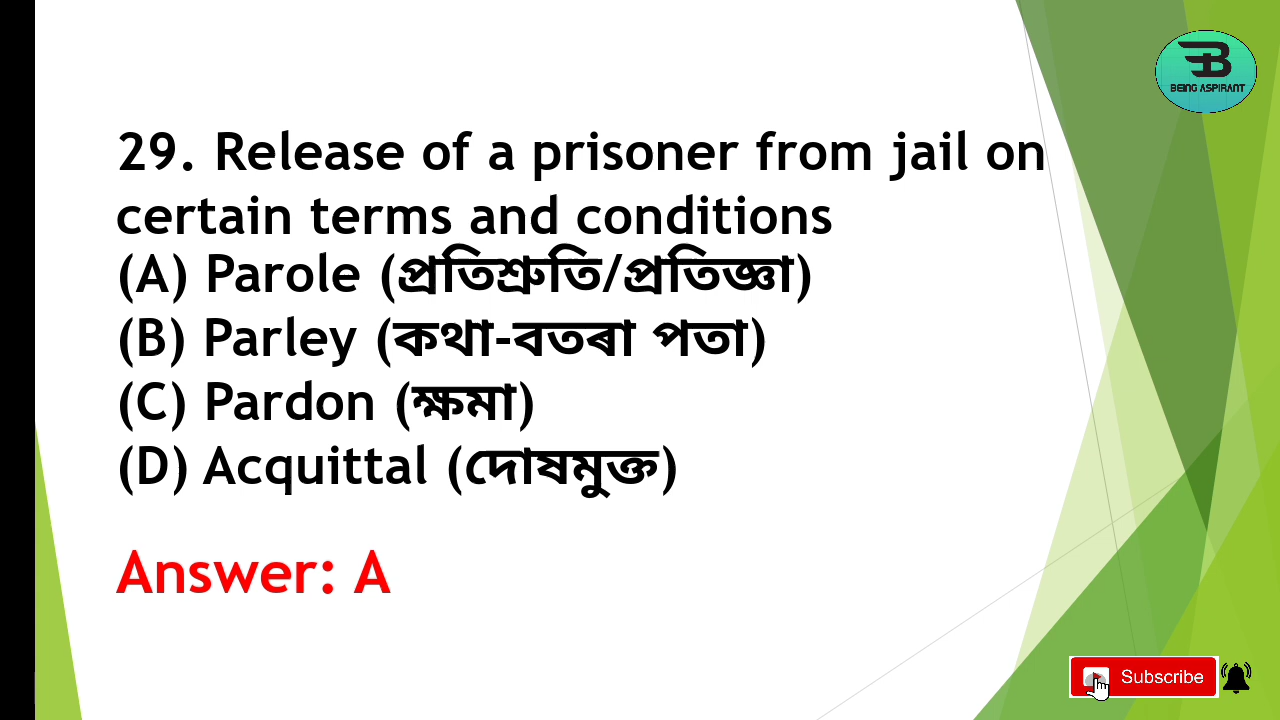 BEING ASPIRANT
29. Release of a prisoner from jail on
certain terms and conditions
(A) Parole (প্ৰতিশ্ৰুতি/প্ৰতিজ্ঞা)
(B) Parley (কথা-বতৰা পতা)
(C) Pardon (ক্ষমা)
(D) Acquittal (দোষমুক্ত)
Answer: A
Subscribe